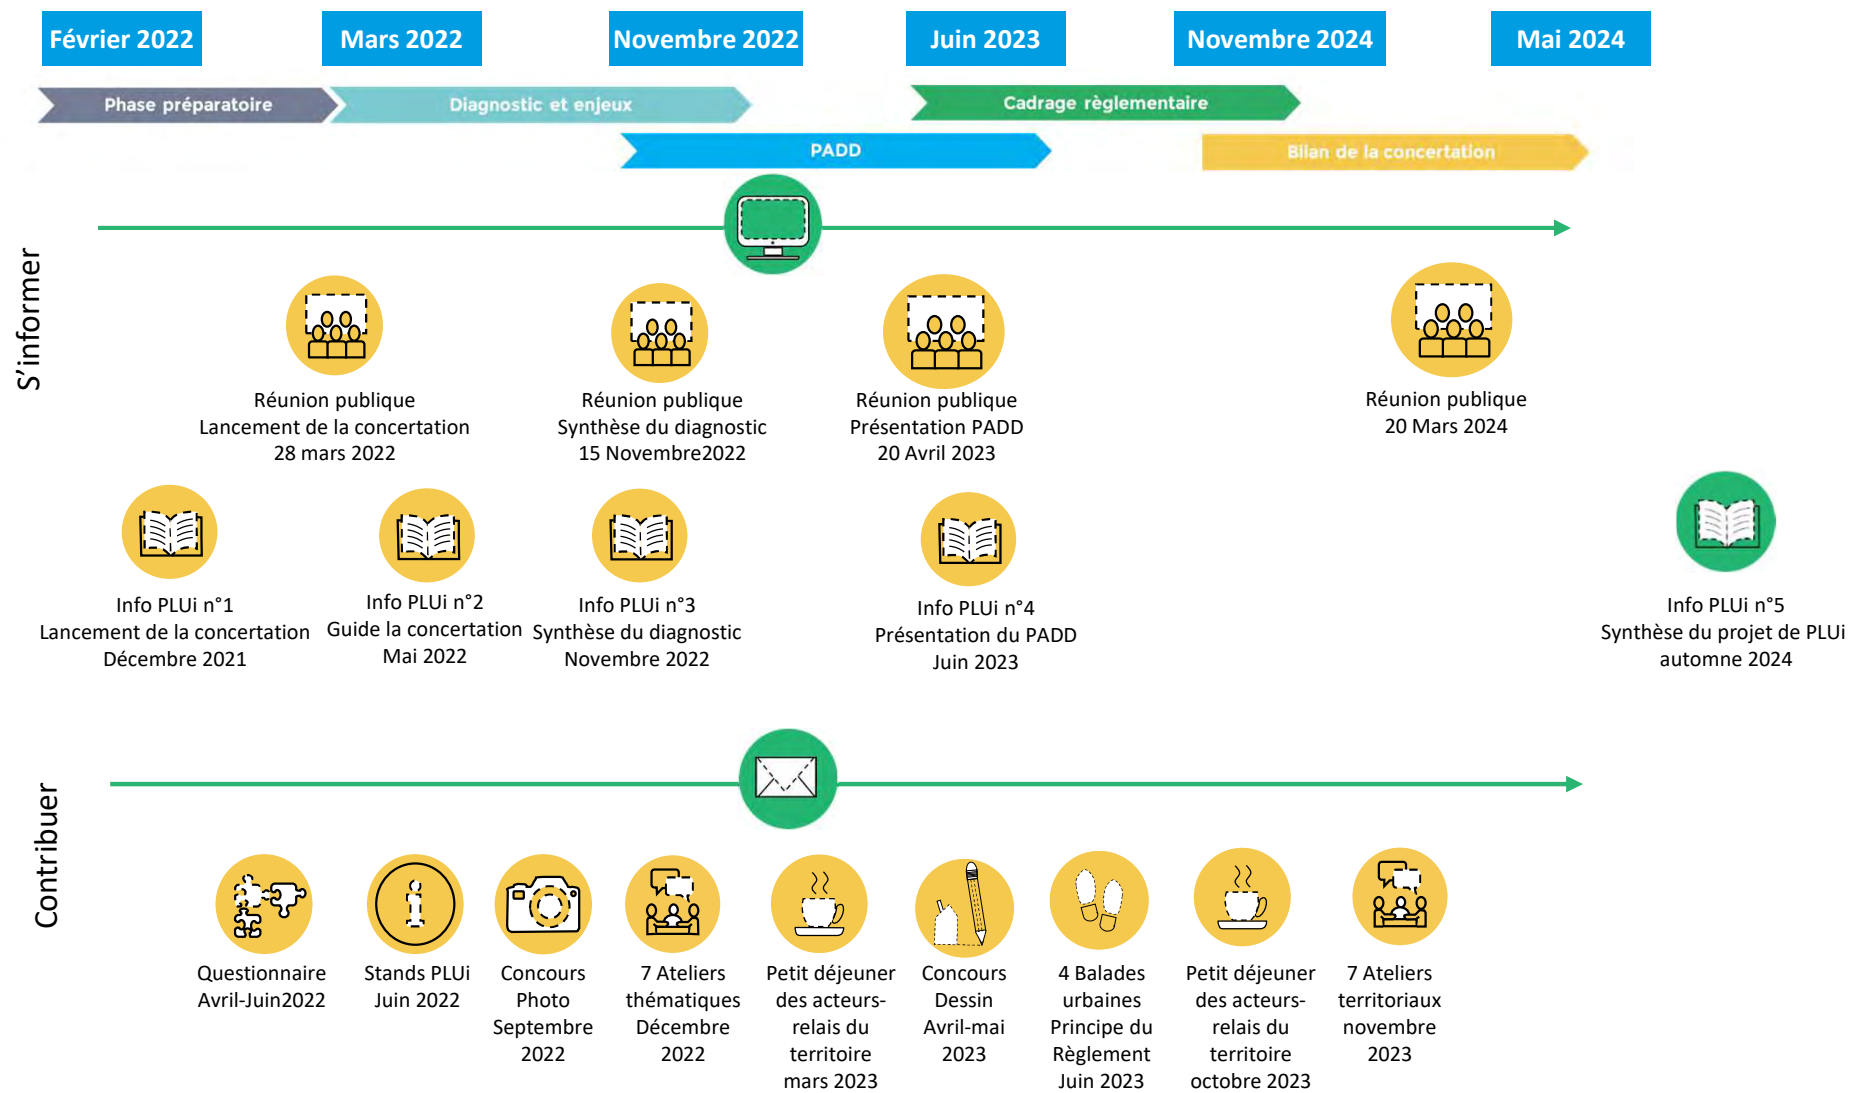 Février 2022
Mars 2022
Novembre 2022
Juin 2023
Novembre 2024
Mai 2024
Phase préparatoire
Diagnostic et enjeux
Cadrage règlementaire
PADD
Bilan de la concertation
S'informer
Réunion publique
Lancement de la concertation
28 mars 2022
Réunion publique
Synthèse du diagnostic
15 Novembre2022
Réunion publique
Présentation PADD
20 Avril 2023
Réunion publique
20 Mars 2024
Info PLUi n°1
Lancement de la concertation
Décembre 2021
Info PLUi n°2
Guide la concertation
Mai 2022
Info PLUi n°3
Synthèse du diagnostic
Novembre 2022
Info PLUi n°4
Présentation du PADD
Juin 2023
Info PLUi n°5
Synthèse du projet de PLUi
automne 2024
Contribuer
Questionnaire
Avril-Juin2022
Stands PLUi
Juin 2022
Concours
Photo
Septembre
2022
7 Ateliers
thématiques
Décembre
2022
Petit déjeuner
des acteurs-
relais du
territoire
mars 2023
Concours
Dessin
Avril-mai
2023
4 Balades
urbaines
Principe du
Règlement
Juin 2023
Petit déjeuner
des acteurs-
relais du
territoire
octobre 2023
7 Ateliers
territoriaux
novembre
2023